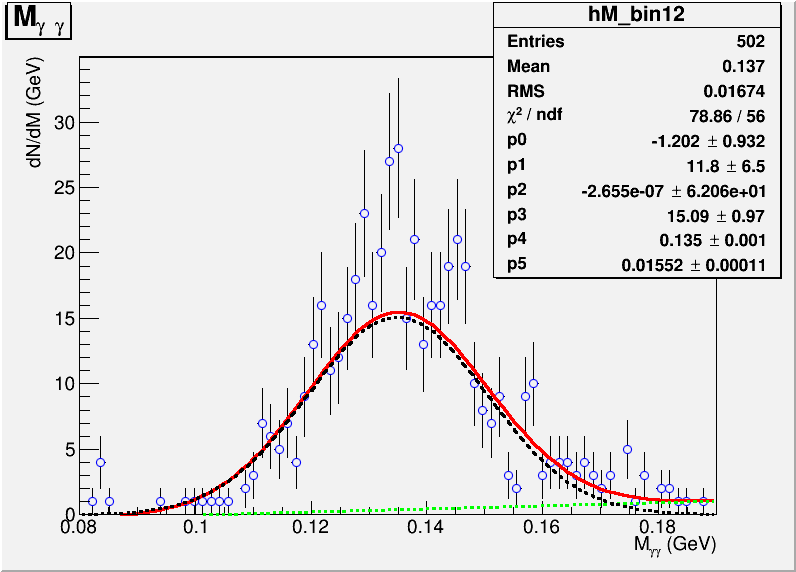 M γ γ
hM_bin12
Entries 502
Mean 0.137
RMS 0.01674
χ² / ndf 78.86 / 56
p0 -1.202 ± 0.932
p1 11.8 ± 6.5
p2 -2.655e-07 ± 6.206e+01
p3 15.09 ± 0.97
p4 0.135 ± 0.001
p5 0.01552 ± 0.00011
dN/dM (GeV)
30
25
20
15
10
5
0
0.08 0.1 0.12 0.14 0.16 0.18
Mγγ (GeV)